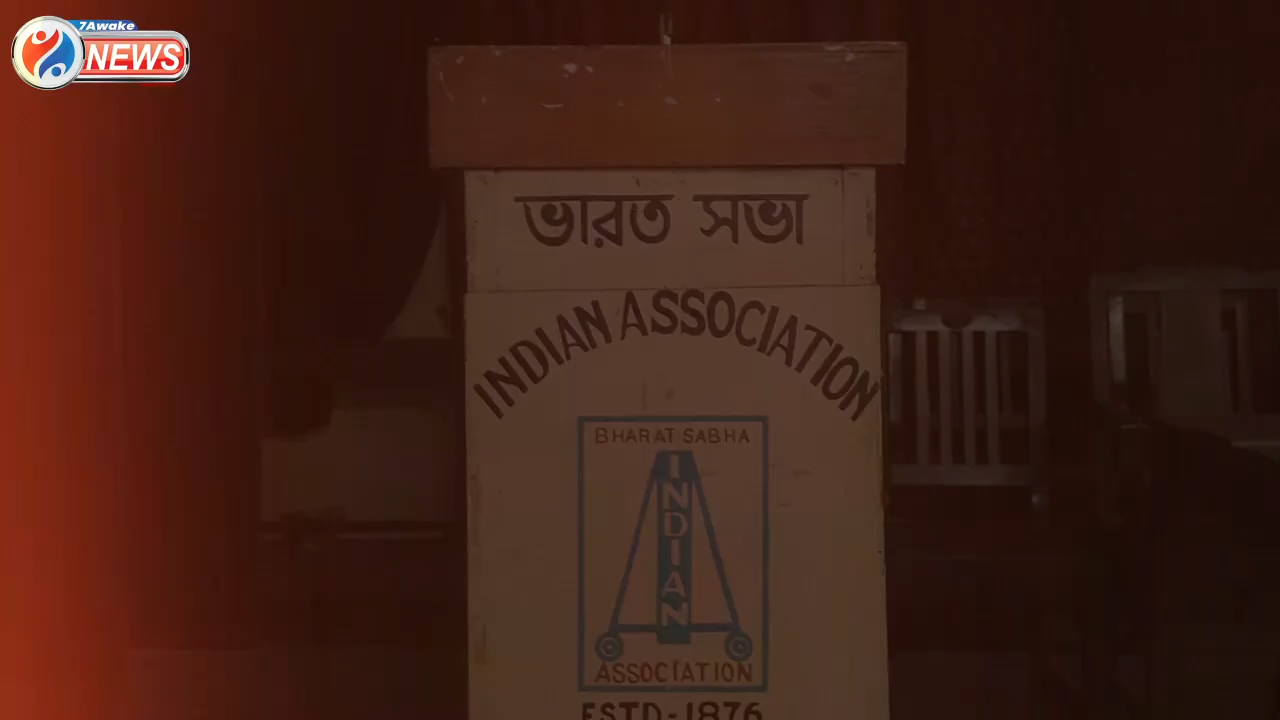 7Awake
NEWS
ভারত সভা
INDIAN ASSOCIATION
BHARAT SABHA
INDIAN
ASSOCIATION
ESTD-1876